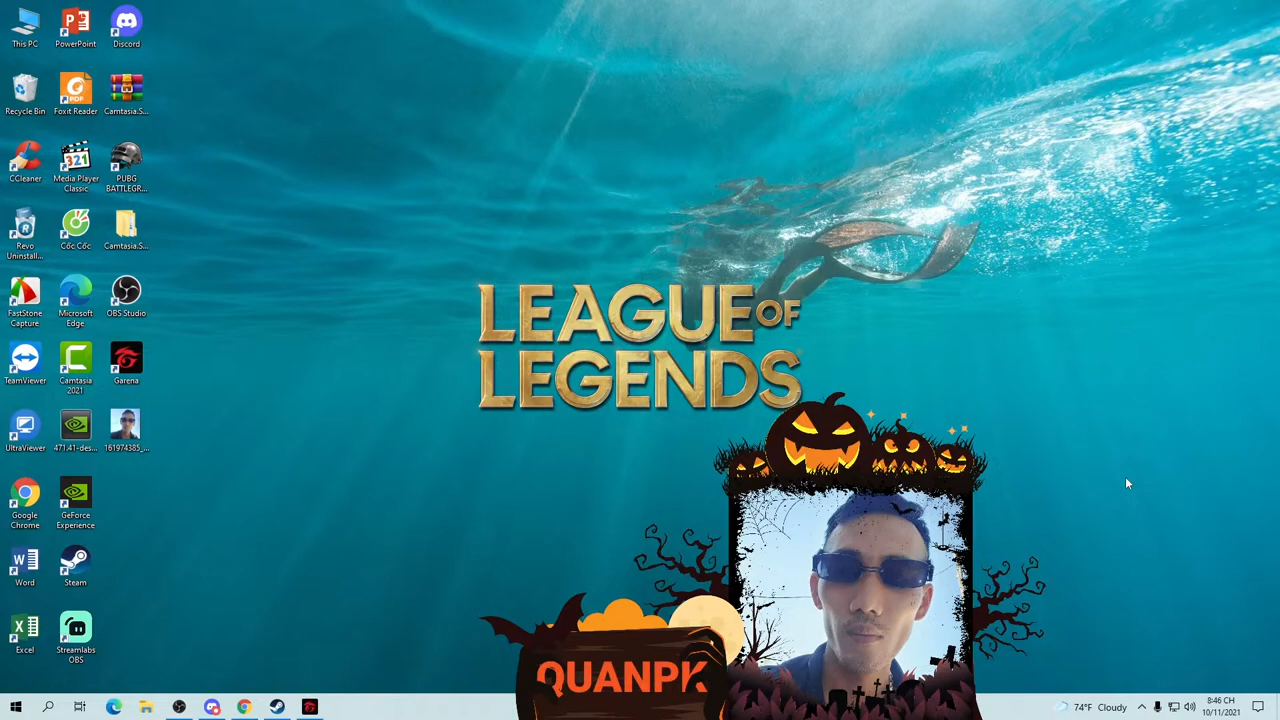 This PC
PowerPoint
Discord
Recycle Bin
Foxit Reader
Camtasia.S...
CCleaner
Media Player
Classic
PUBG
BATTLEGR...
Revo
Uninstall...
Cốc Cốc
Camtasia.S...
FastStone
Capture
Microsoft
Edge
OBS Studio
TeamViewer
Camtasia
2021
Garena
UltraViewer
471.41-des...
161974385_...
Google
Chrome
GeForce
Experience
Word
Steam
Excel
Streamlabs
OBS
LEAGUE OF
LEGENDS
QUANPK
74°F Cloudy
8:46 CH
10/11/2021